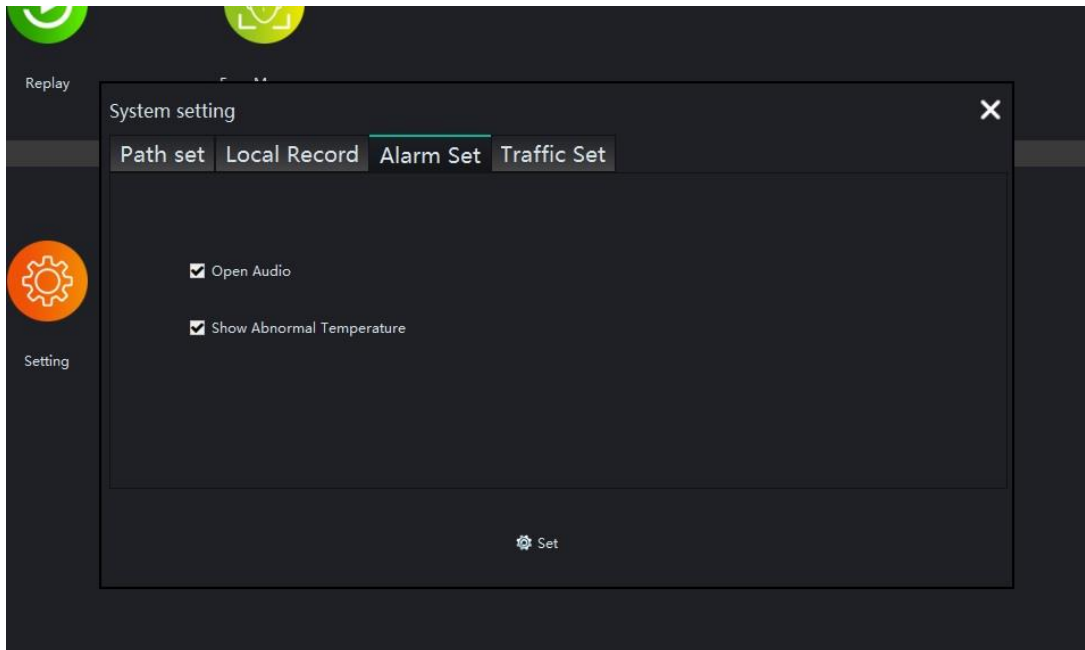 Replay
System setting
Path set Local Record Alarm Set Traffic Set
Open Audio
Show Abnormal Temperature
Setting
Set